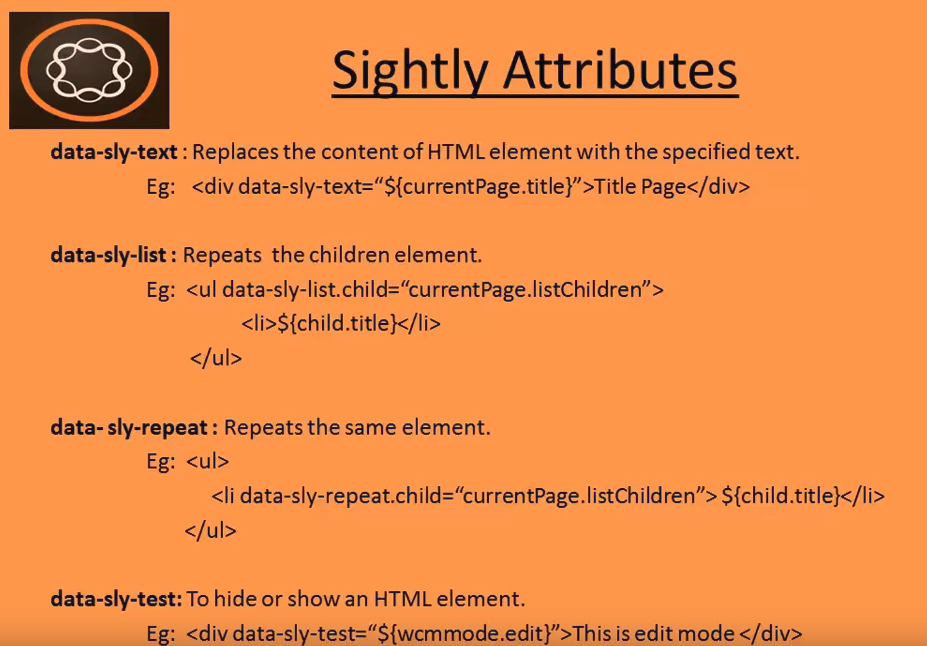 Sightly Attributes
data-sly-text : Replaces the content of HTML element with the specified text.
Eg: <div data-sly-text=“${currentPage.title}”>Title Page</div>
data-sly-list : Repeats the children element.
Eg: <ul data-sly-list.child=“currentPage.listChildren”>
<li>${child.title}</li>
</ul>
data- sly-repeat : Repeats the same element.
Eg: <ul>
<li data-sly-repeat.child=“currentPage.listChildren”> ${child.title}</li>
</ul>
data-sly-test: To hide or show an HTML element.
Eg: <div data-sly-test=“${wcmmode.edit}”>This is edit mode </div>